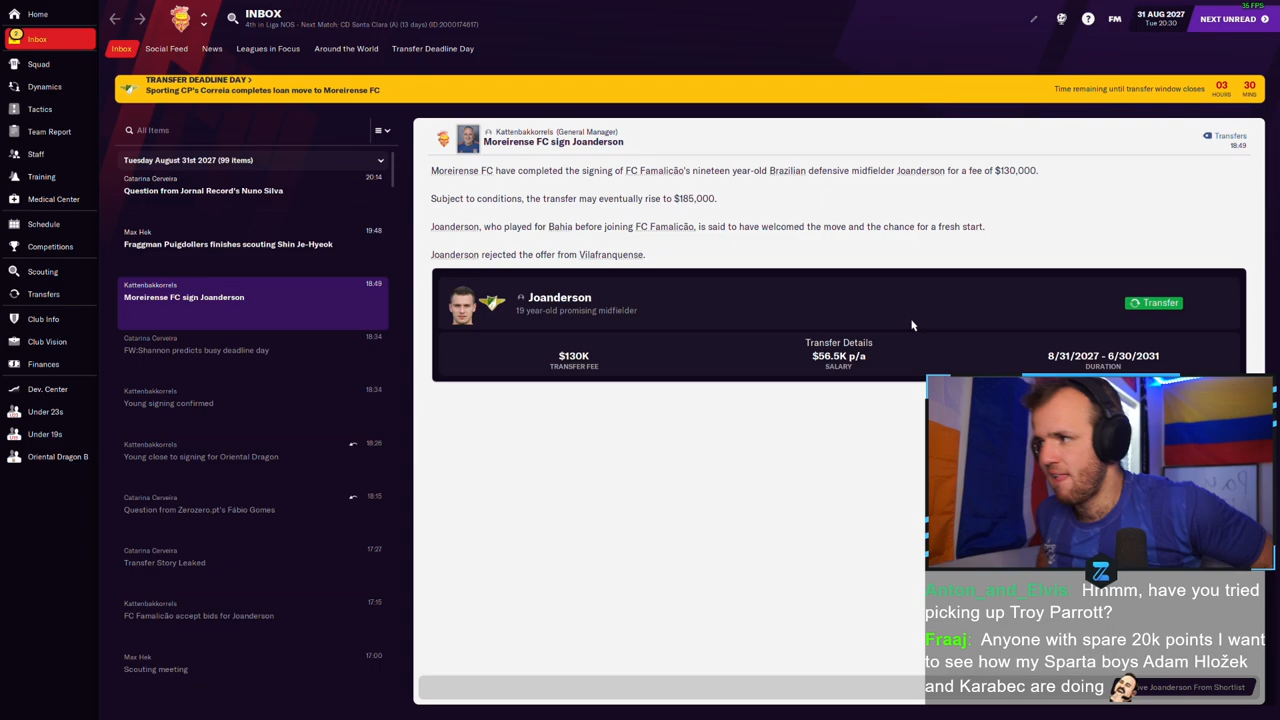 36 FPS
Home
INBOX
4th in Liga NOS - Next Match: CD Santa Clara (A) (13 days) (ID:2000174617)
FM
31 AUG 2027
Tue 20:30
NEXT UNREAD
2
Inbox
Inbox
Social Feed
News
Leagues in Focus
Around the World
Transfer Deadline Day
Squad
Dynamics
Tactics
Team Report
Staff
Training
Medical Center
Schedule
Competitions
Scouting
Transfers
Club Info
Club Vision
Finances
Dev. Center
Under 23s
Under 19s
Oriental Dragon B
TRANSFER DEADLINE DAY >
Sporting CP's Correia completes loan move to Moreirense FC
Time remaining until transfer window closes
03
HOURS
30
MINS
All Items
Tuesday August 31st 2027 (99 items)
Catarina Cerveira
20:14
Question from Jornal Record's Nuno Silva
Max Hek
19:48
Fraggman Puigdollers finishes scouting Shin Je-Hyeok
Kattenbakkorrels
18:49
Moreirense FC sign Joanderson
Catarina Cerveira
18:34
FW:Shannon predicts busy deadline day
Kattenbakkorrels
18:34
Young signing confirmed
Kattenbakkorrels
18:26
Young close to signing for Oriental Dragon
Catarina Cerveira
18:15
Question from Zerozero.pt's Fábio Gomes
Catarina Cerveira
17:27
Transfer Story Leaked
Kattenbakkorrels
17:15
FC Famalicão accept bids for Joanderson
Max Hek
17:00
Scouting meeting
Kattenbakkorrels (General Manager)
Moreirense FC sign Joanderson
Transfers
18:49
Moreirense FC have completed the signing of FC Famalicão's nineteen year-old Brazilian defensive midfielder Joanderson for a fee of $130,000.
Subject to conditions, the transfer may eventually rise to $185,000.
Joanderson, who played for Bahia before joining FC Famalicão, is said to have welcomed the move and the chance for a fresh start.
Joanderson rejected the offer from Vilafranquense.
Joanderson
19 year-old promising midfielder
Transfer
Transfer Details
$130K
TRANSFER FEE
$56.5K p/a
SALARY
8/31/2027 - 6/30/2031
DURATION
Anton_and_Elvis: Hmmm, have you tried
picking up Troy Parrott?
Fraaj: Anyone with spare 20k points I want
to see how my Sparta boys Adam Hložek
and Karabec are doing
Joanderson From Shortlist